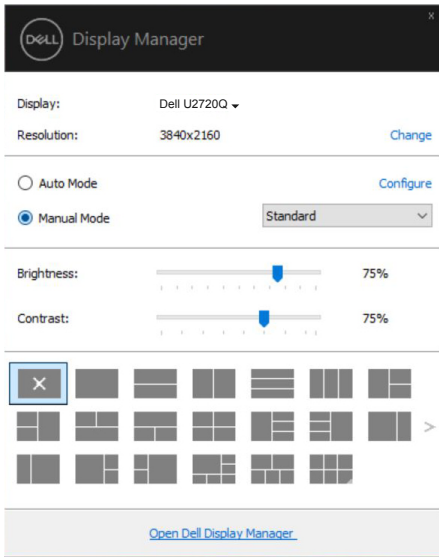 x
DELL Display Manager
Display: Dell U2720Q
Resolution: 3840x2160 Change
Auto Mode Configure
Manual Mode Standard
Brightness: 75%
Contrast: 75%
Open Dell Display Manager